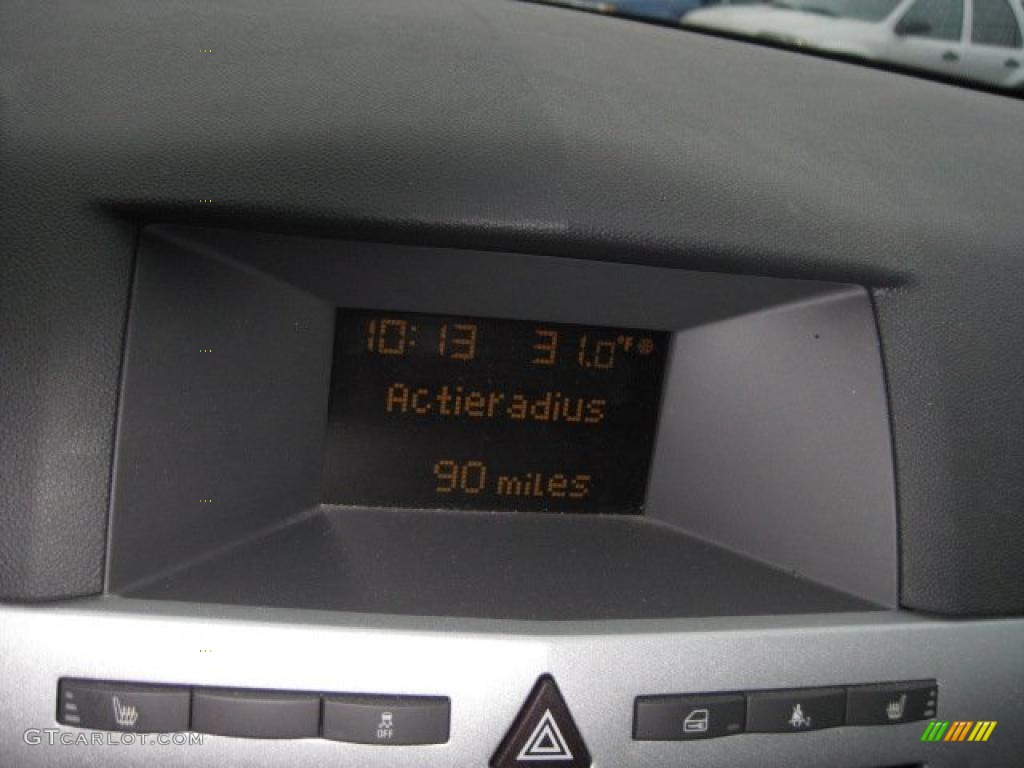 10:13 31.0°F
Actieradius
90 miles
OFF
GTCARLOT.COM